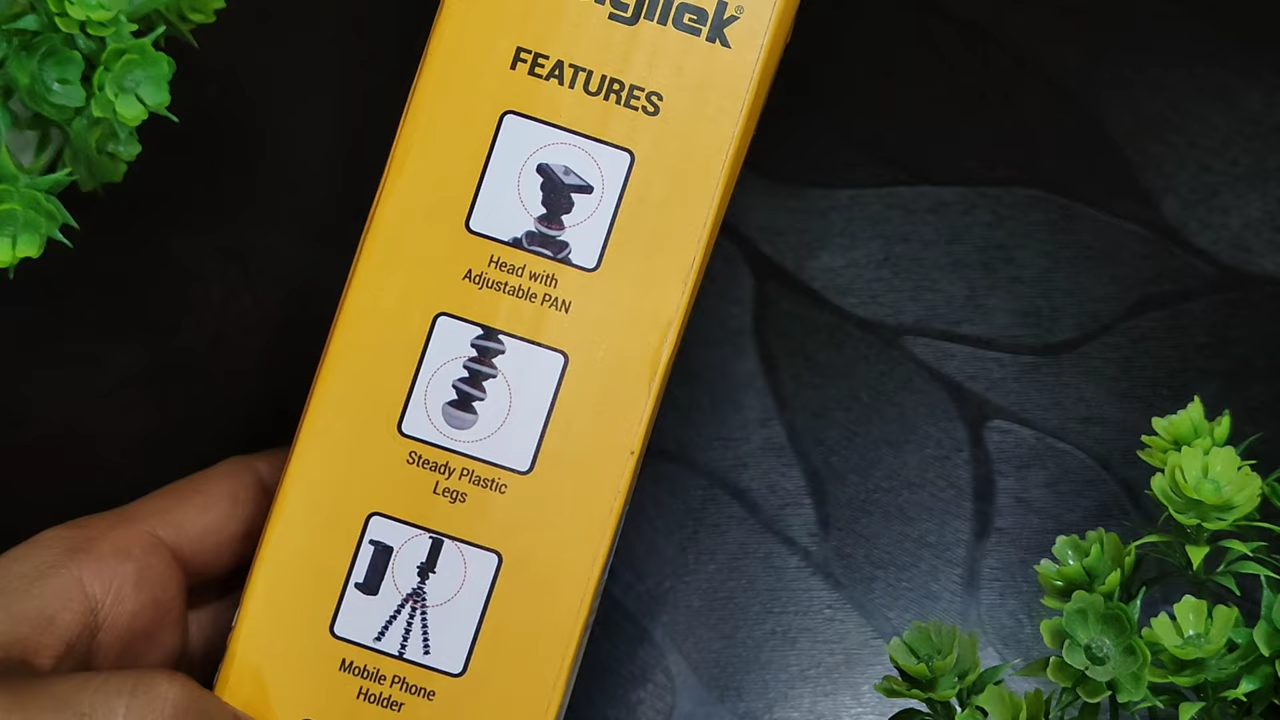 FEATURES
Head with
Adjustable PAN
Steady Plastic
Legs
Mobile Phone
Holder